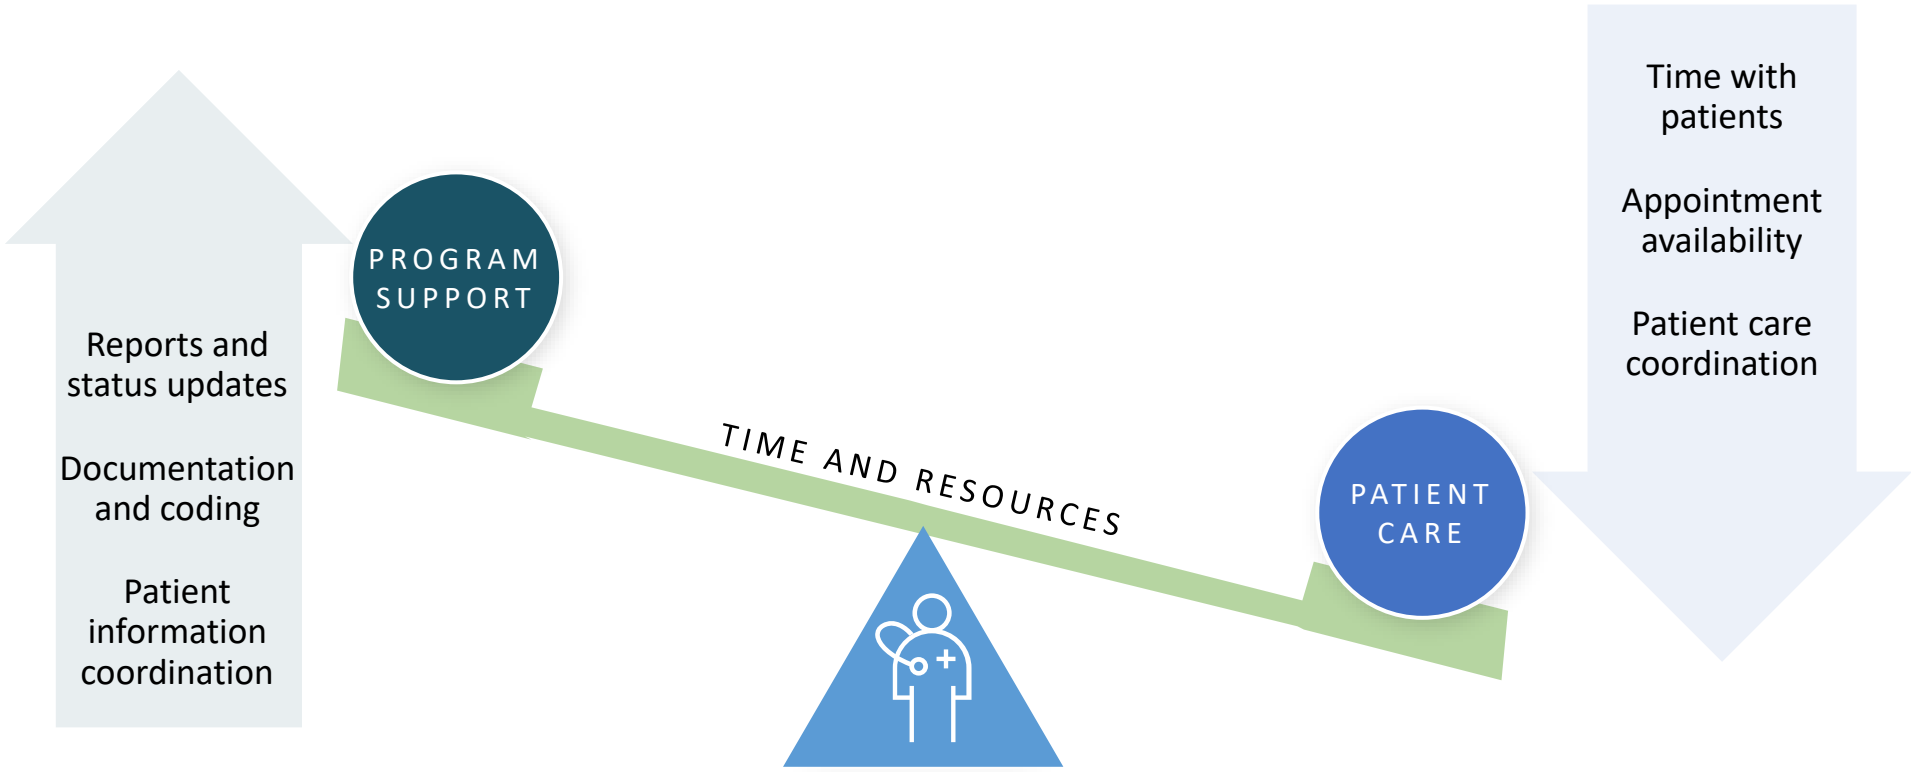 Reports and
status updates
Documentation
and coding
Patient
information
coordination
PROGRAM
SUPPORT
TIME AND RESOURCES
PATIENT
CARE
Time with
patients
Appointment
availability
Patient care
coordination